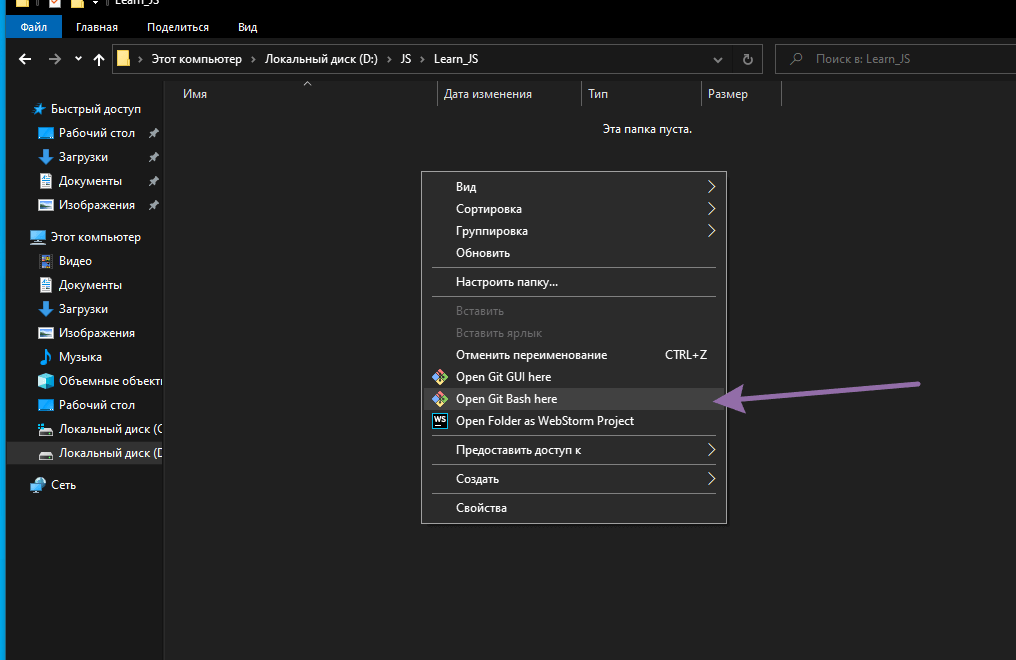 Learn_JS
Файл Главная Поделиться Вид
Этот компьютер Локальный диск (D:) JS Learn_JS
Поиск в: Learn_JS
Имя Дата изменения Тип Размер
Эта папка пуста.
Быстрый доступ
Рабочий стол
Загрузки
Документы
Изображения
Этот компьютер
Видео
Документы
Загрузки
Изображения
Музыка
Объемные объекты
Рабочий стол
Локальный диск (C
Локальный диск (D
Сеть
Вид
Сортировка
Группировка
Обновить
Настроить папку...
Вставить
Вставить ярлык
Отменить переименование CTRL+Z
Open Git GUI here
Open Git Bash here
WS Open Folder as WebStorm Project
Предоставить доступ к
Создать
Свойства